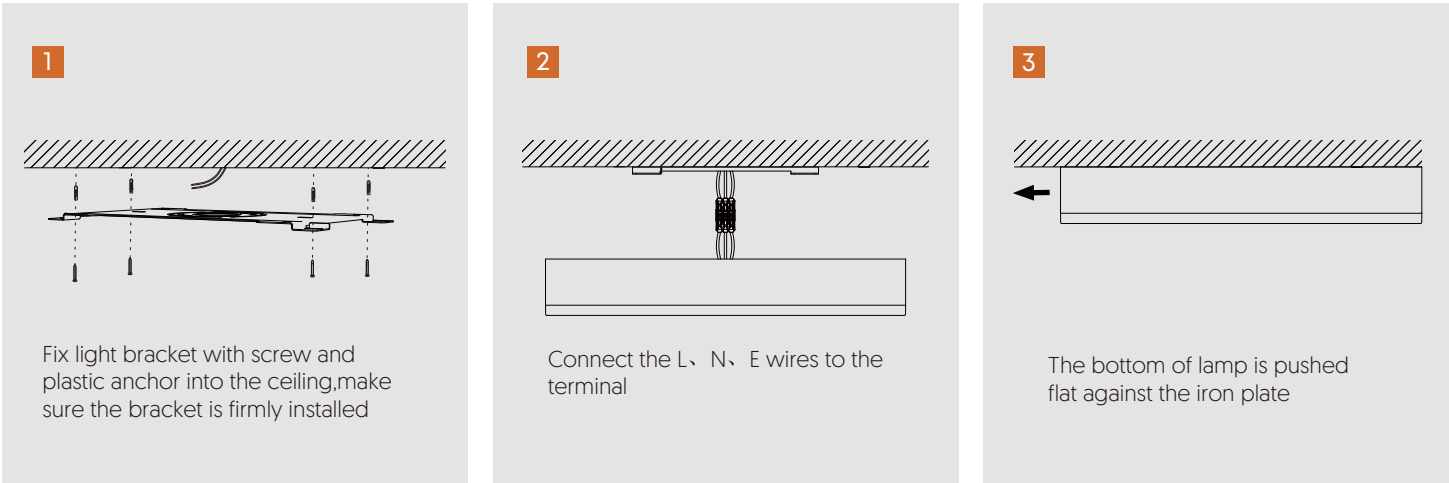 1
Fix light bracket with screw and
plastic anchor into the ceiling,make
sure the bracket is firmly installed
2
Connect the L、N、E wires to the
terminal
3
The bottom of lamp is pushed
flat against the iron plate